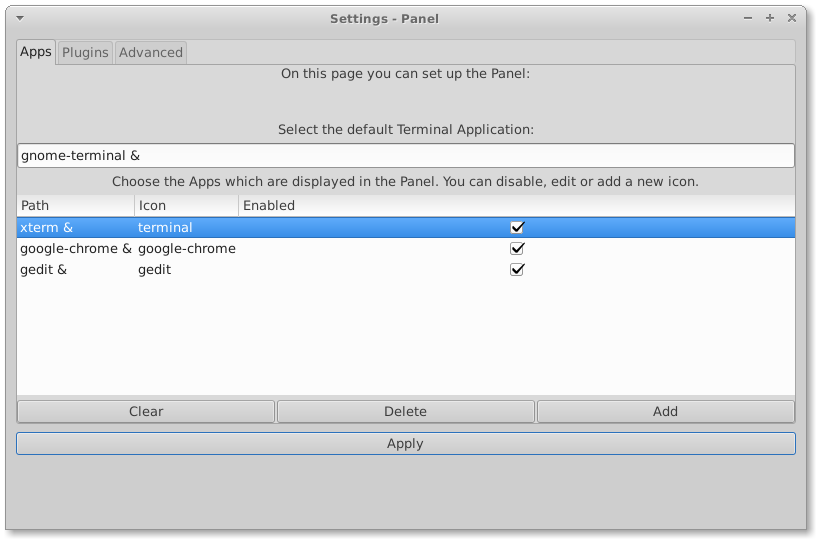 Settings - Panel
Apps Plugins Advanced
On this page you can set up the Panel:
Select the default Terminal Application:
gnome-terminal &
Choose the Apps which are displayed in the Panel. You can disable, edit or add a new icon.
Path Icon Enabled
xterm & terminal
google-chrome & google-chrome
gedit & gedit
Clear Delete Add
Apply